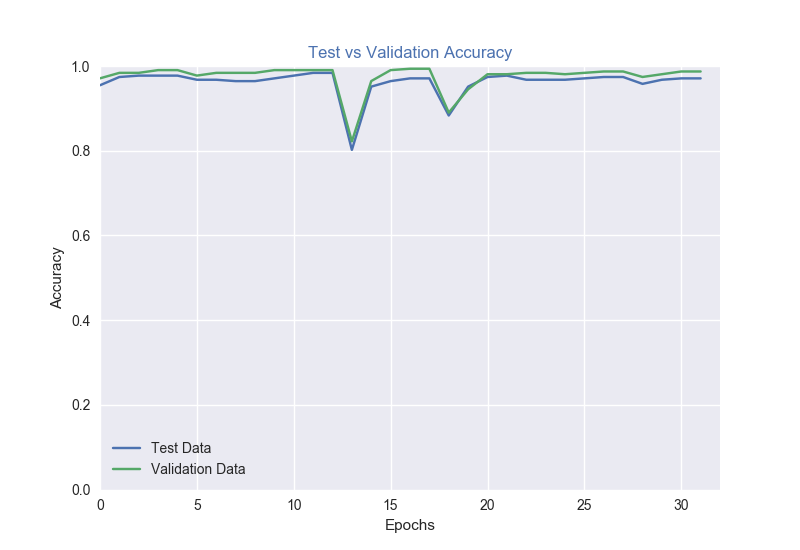 Test vs Validation Accuracy
1.0
0.8
0.6
0.4
0.2
0.0
Accuracy
Test Data
Validation Data
0 5 10 15 20 25 30
Epochs